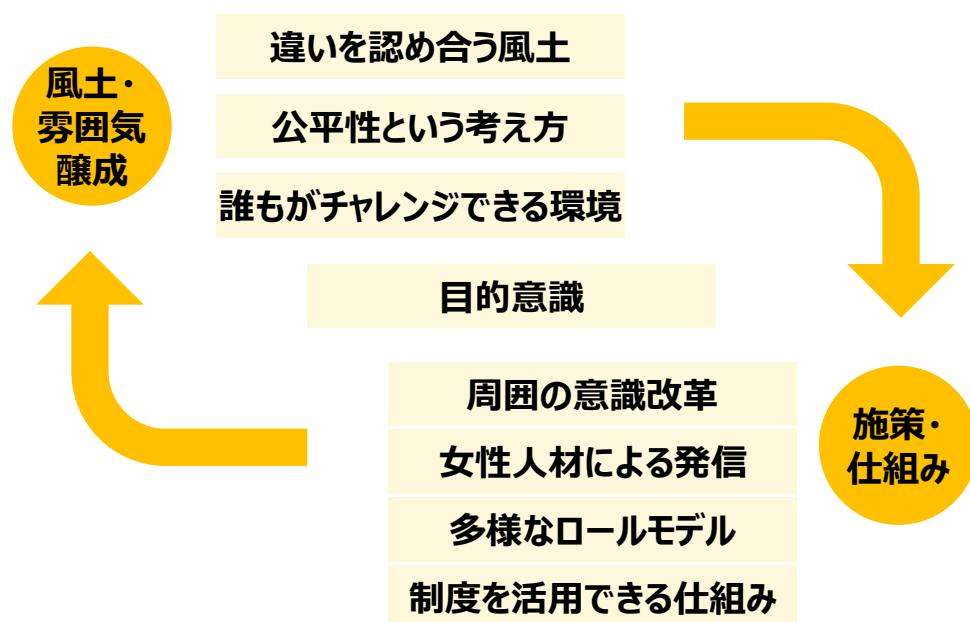 風土・
雰囲気
醸成
違いを認め合う風土
公平性という考え方
誰もがチャレンジできる環境
目的意識
周囲の意識改革
女性人材による発信
多様なロールモデル
制度を活用できる仕組み
施策・
仕組み